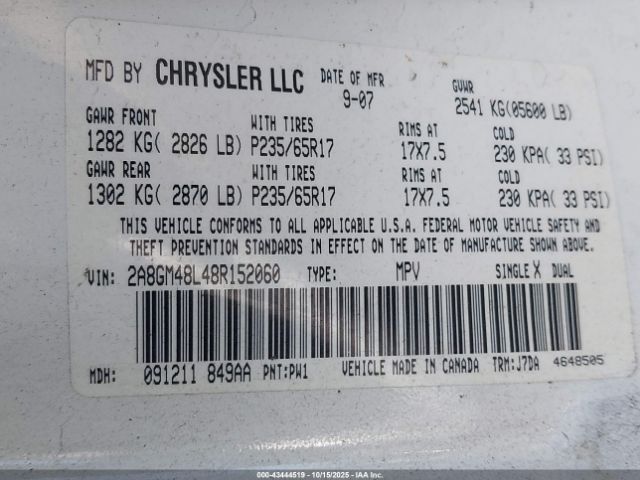 MFD BY CHRYSLER LLC DATE OF MFR GVWR
9-07 2541 KG(05600 LB)
GAWR FRONT WITH TIRES RIMS AT COLD
1282 KG( 2826 LB) P235/65R17 17X7.5 230 KPA( 33 PSI)
GAWR REAR WITH TIRES RIMS AT COLD
1302 KG( 2870 LB) P235/65R17 17X7.5 230 KPA( 33 PSI)
THIS VEHICLE CONFORMS TO ALL APPLICABLE U.S.A. FEDERAL MOTOR VEHICLE SAFETY AND
THEFT PREVENTION STANDARDS IN EFFECT ON THE DATE OF MANUFACTURE SHOWN ABOVE.
VIN: 2A8GM48L48R152060 TYPE: MPV SINGLE X DUAL
MDH: 091211 849AA PNT:PW1 VEHICLE MADE IN CANADA TRM:J7DA 4648505
000-43444519 | 10/15/2025 - IAAI.COM